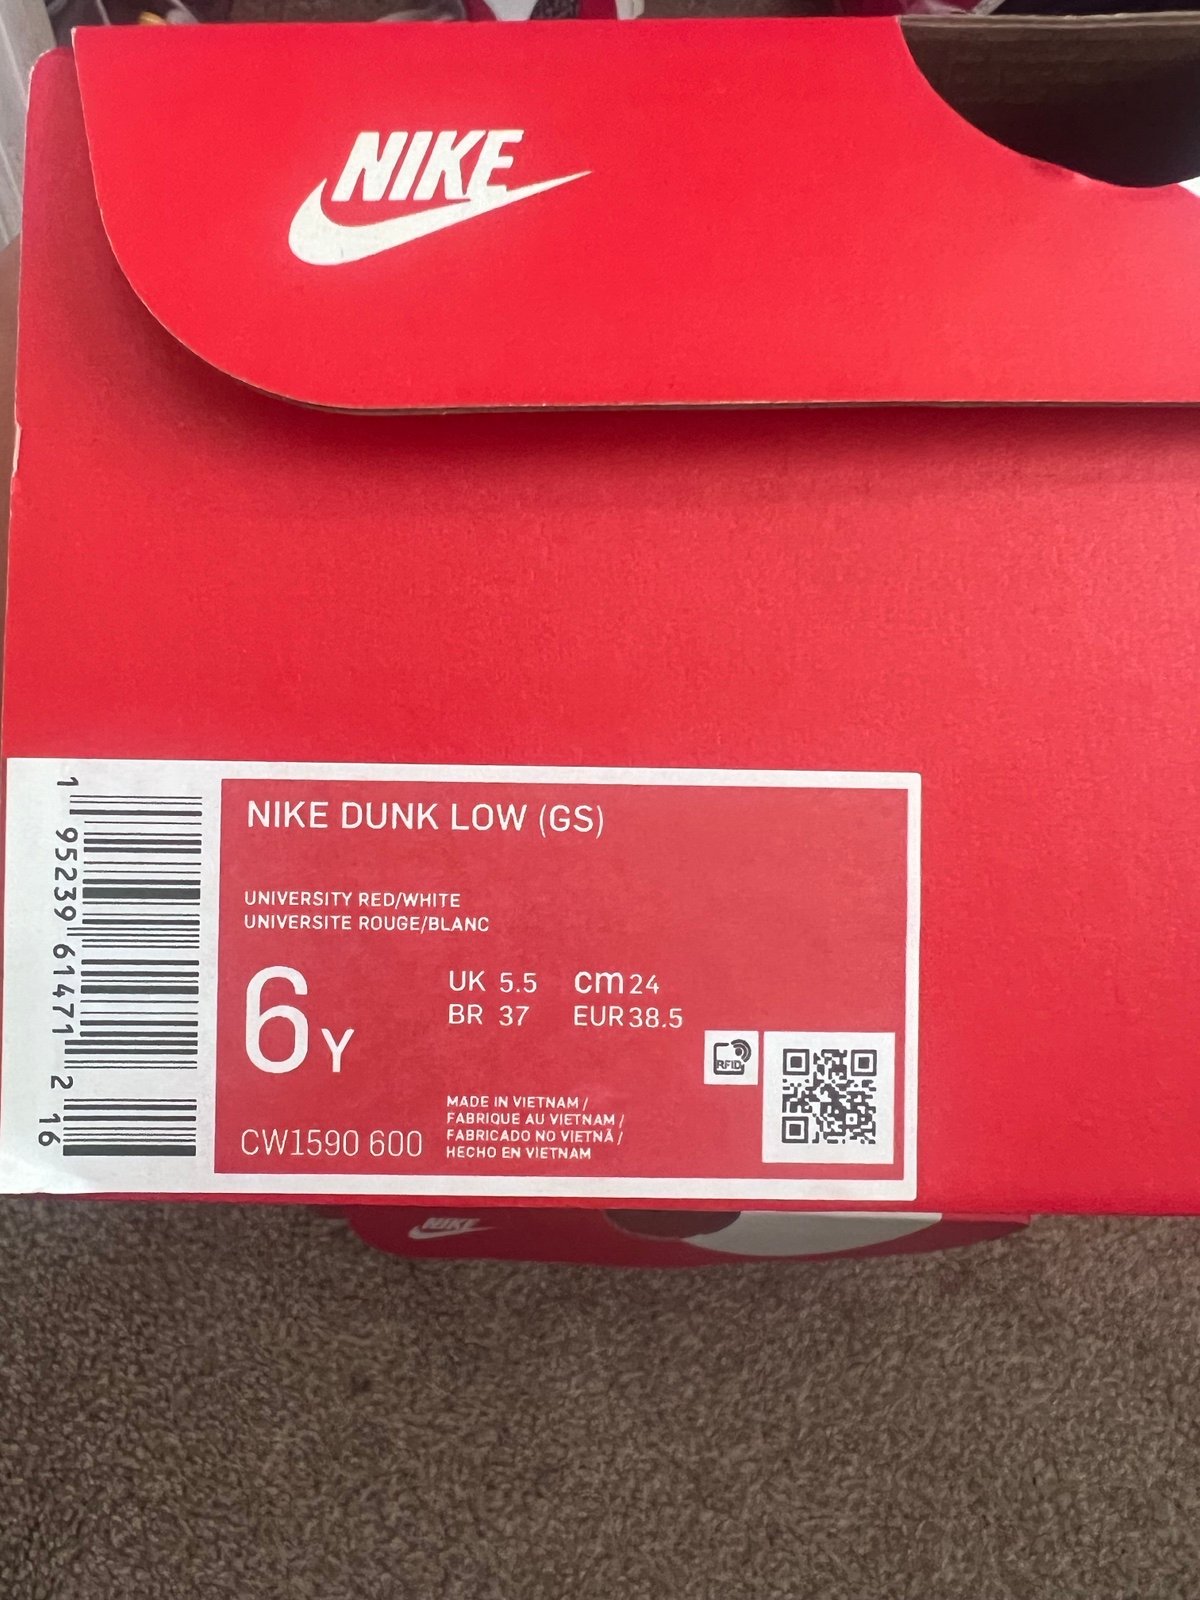 NIKE
NIKE DUNK LOW (GS)
UNIVERSITY RED/WHITE
UNIVERSITE ROUGE/BLANC
6Y
UK 5.5 cm 24
BR 37 EUR 38.5
CW1590 600
MADE IN VIETNAM /
FABRIQUE AU VIETNAM /
FABRICADO NO VIETNÃ /
HECHO EN VIETNAM
RFID
1 95239 61471 2 16
NIKE